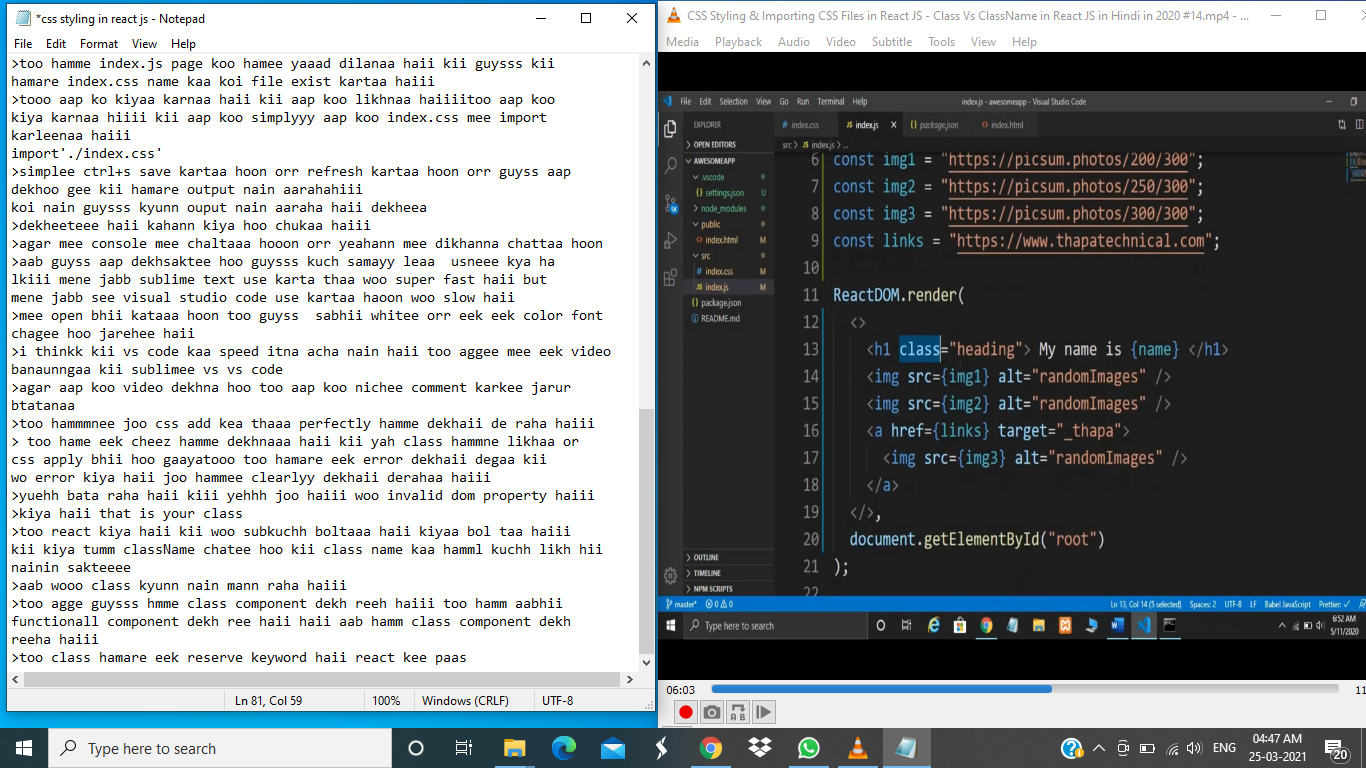 *css styling in react js - Notepad
File Edit Format View Help
>too hamme index.js page koo hamee yaaad dilanaa haii kii guysss kii
hamare index.css name kaa koi file exist kartaa haiii
>tooo aap ko kiyaa karnaa haii kii aap koo likhnaa haiiiitoo aap koo
kiya karnaa hiiii kii aap koo simplyyy aap koo index.css mee import
karleenaa haiii
import'./index.css'
>simplee ctrl+s save kartaa hoon orr refresh kartaa hoon orr guyss aap
dekhoo gee kii hamare output nain aarahahiii
koi nain guysss kyunn ouput nain aaraha haii dekheea
>dekheeteee haii kahann kiya hoo chukaa haiii
>agar mee console mee chaltaaa hooon orr yeahann mee dikhanna chattaa hoon
>aab guyss aap dekhsaktee hoo guysss kuch samayy leaa  usneee kya ha
lkiii mene jabb sublime text use karta thaa woo super fast haii but
mene jabb see visual studio code use kartaa haoon woo slow haii
>mee open bhii kataaa hoon too guyss  sabhii whitee orr eek eek color font
chagee hoo jarehee haii
>i thinkk kii vs code kaa speed itna acha nain haii too aggee mee eek video
banaunngaa kii sublimee vs vs code
>agar aap koo video dekhna hoo too aap koo nichee comment karkee jarur
btatanaa
>too hammmnee joo css add kea thaaa perfectly hamme dekhaii de raha haiii
> too hame eek cheez hamme dekhnaaa haii kii yah class hammne likhaa or
css apply bhii hoo gaayatooo too hamare eek error dekhaii degaa kii
wo error kiya haii joo hammee clearlyy dekhaii derahaa haiii
>yuehh bata raha haii kiii yehhh joo haiii woo invalid dom property haiii
>kiya haii that is your class
>too react kiya haii kii woo subkuchh boltaaa haii kiyaa bol taa haiii
kii kiya tumm className chatee hoo kii class name kaa hamml kuchh likh hii
nainin sakteeee
>aab wooo class kyunn nain mann raha haiii
>too agge guysss hmme class component dekh reeh haiii too hamm aabhii
functionall component dekh ree haii haii aab hamm class component dekh
reeha haiii
>too class hamare eek reserve keyword haii react kee paas
Ln 81, Col 59 100% Windows (CRLF) UTF-8
CSS Styling & Importing CSS Files in React JS - Class Vs ClassName in React JS in Hindi in 2020 #14.mp4 - ...
Media Playback Audio Video Subtitle Tools View Help
File Edit Selection View Go Run Terminal Help index.js - awesomeapp - Visual Studio Code
EXPLORER # index.css JS index.js X {} package.json <> index.html
> OPEN EDITORS src > JS index.js > ...
AWESOMEAPP
.vscode
{} settings.json U
> node_modules
public
<> index.html M
src
# index.css M
JS index.js M
{} package.json
README.md
> OUTLINE
> TIMELINE
> NPM SCRIPTS
6 const img1 = "https://picsum.photos/200/300";
7 const img2 = "https://picsum.photos/250/300";
8 const img3 = "https://picsum.photos/300/300";
9 const links = "https://www.thapatechnical.com";
10
11 ReactDOM.render(
12 <>
13 <h1 class="heading"> My name is {name} </h1>
14 <img src={img1} alt="randomImages" />
15 <img src={img2} alt="randomImages" />
16 <a href={links} target="_thapa">
17 <img src={img3} alt="randomImages" />
18 </a>
19 </>,
20 document.getElementById("root")
21 );
22
master* 0 0 Ln 13, Col 14 (5 selected) Spaces: 2 UTF-8 LF Babel JavaScript Prettier: ✓
Type here to search 6:52 AM
5/11/2020
06:03 11
Type here to search ENG 04:47 AM
25-03-2021 20